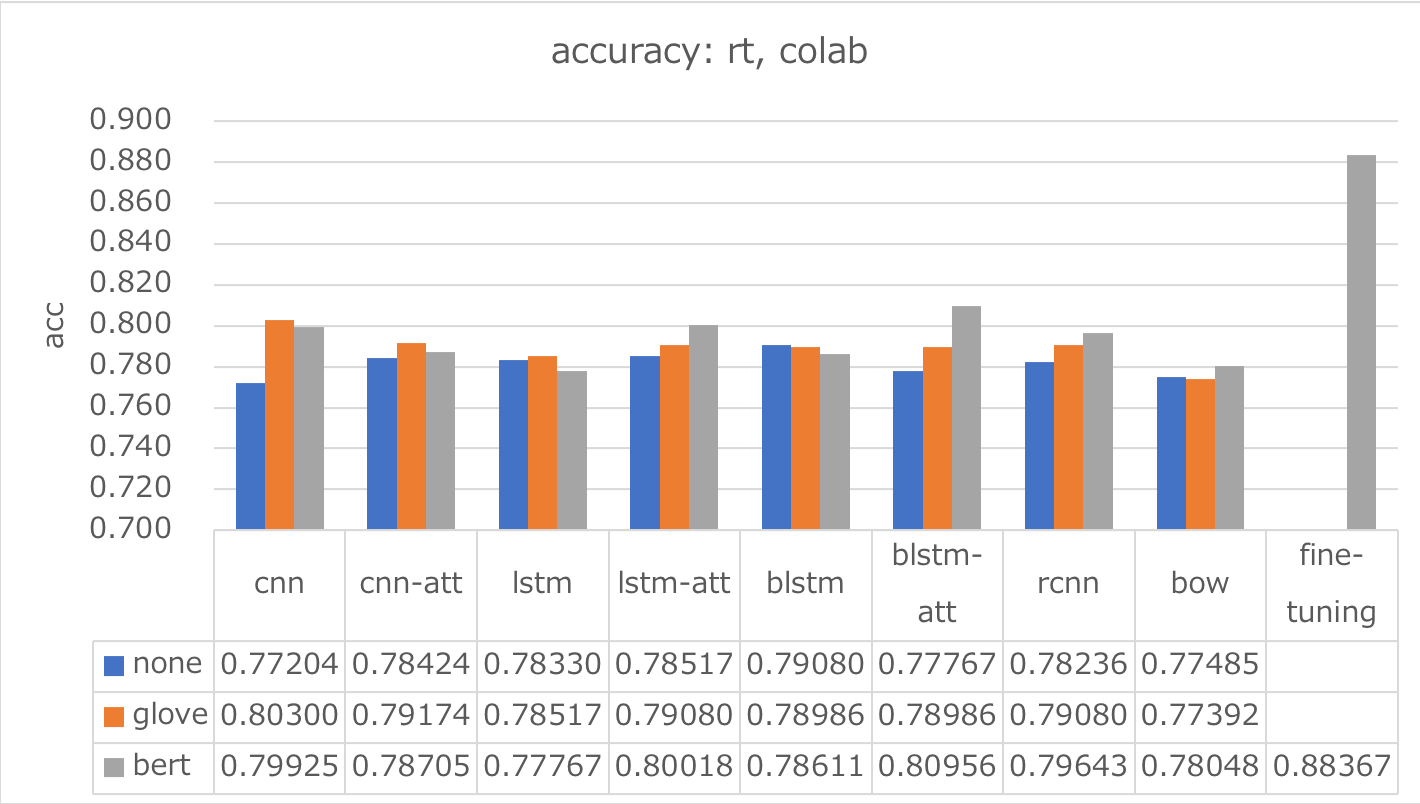 accuracy: rt, colab
0.900
0.880
0.860
0.840
0.820
0.800
0.780
0.760
0.740
0.720
0.700
acc
cnn cnn-att lstm lstm-att blstm blstm-att rcnn bow fine-tuning
none 0.77204 0.78424 0.78330 0.78517 0.79080 0.77767 0.78236 0.77485
glove 0.80300 0.79174 0.78517 0.79080 0.78986 0.78986 0.79080 0.77392
bert 0.79925 0.78705 0.77767 0.80018 0.78611 0.80956 0.79643 0.78048 0.88367